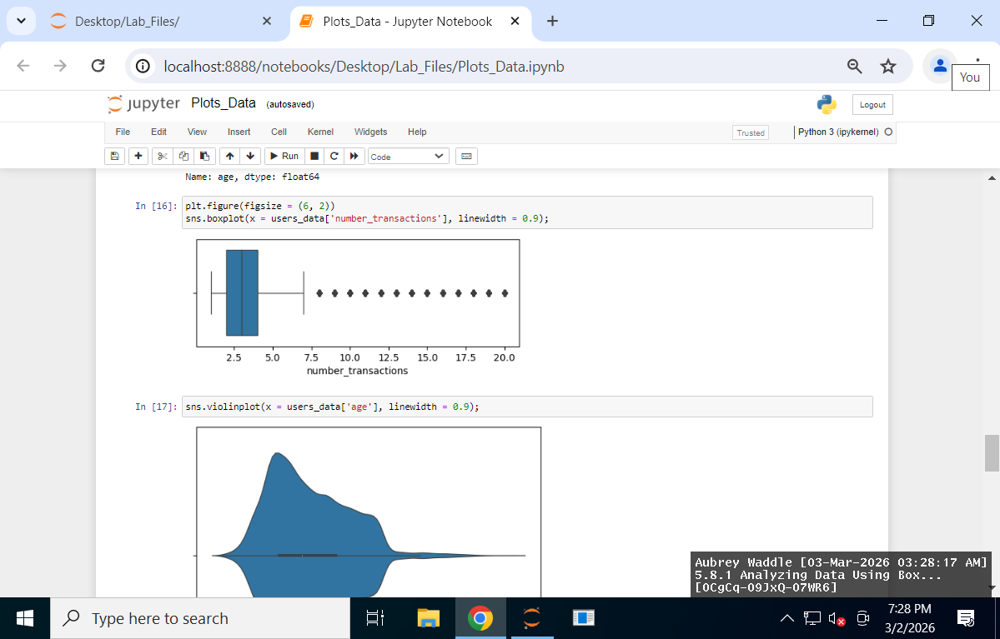 Desktop/Lab_Files/
Plots_Data - Jupyter Notebook
localhost:8888/notebooks/Desktop/Lab_Files/Plots_Data.ipynb
You
jupyter Plots_Data (autosaved)
Logout
File Edit View Insert Cell Kernel Widgets Help
Trusted
Python 3 (ipykernel)
Run
Code
Name: age, dtype: float64
In [16]: plt.figure(figsize = (6, 2))
sns.boxplot(x = users_data['number_transactions'], linewidth = 0.9);
2.5 5.0 7.5 10.0 12.5 15.0 17.5 20.0
number_transactions
In [17]: sns.violinplot(x = users_data['age'], linewidth = 0.9);
Aubrey Waddle [03-Mar-2026 03:28:17 AM]
5.8.1 Analyzing Data Using Box...
[OCgCq-O9JxQ-O7WR6]
Type here to search
7:28 PM
3/2/2026